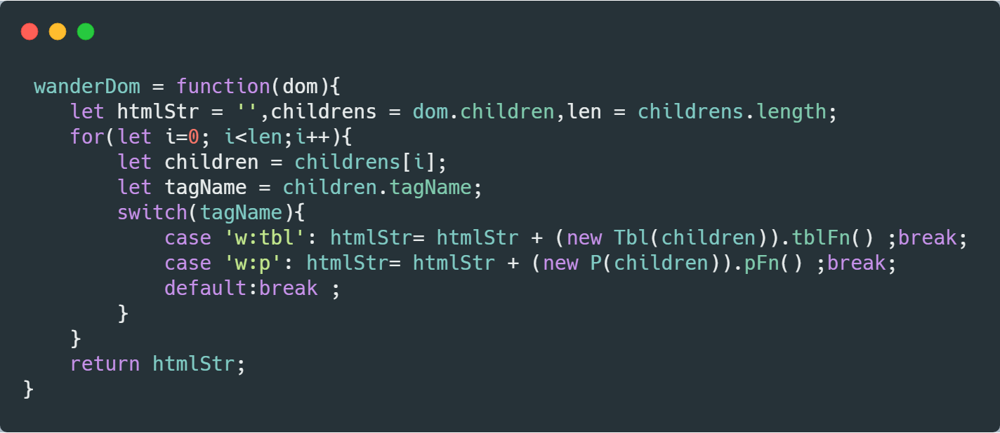 wanderDom = function(dom){
    let htmlStr = '',childrens = dom.children,len = childrens.length;
    for(let i=0; i<len;i++){
        let children = childrens[i];
        let tagName = children.tagName;
        switch(tagName){
            case 'w:tbl': htmlStr= htmlStr + (new Tbl(children)).tblFn() ;break;
            case 'w:p': htmlStr= htmlStr + (new P(children)).pFn() ;break;
            default:break ;
        }
    }
    return htmlStr;
}